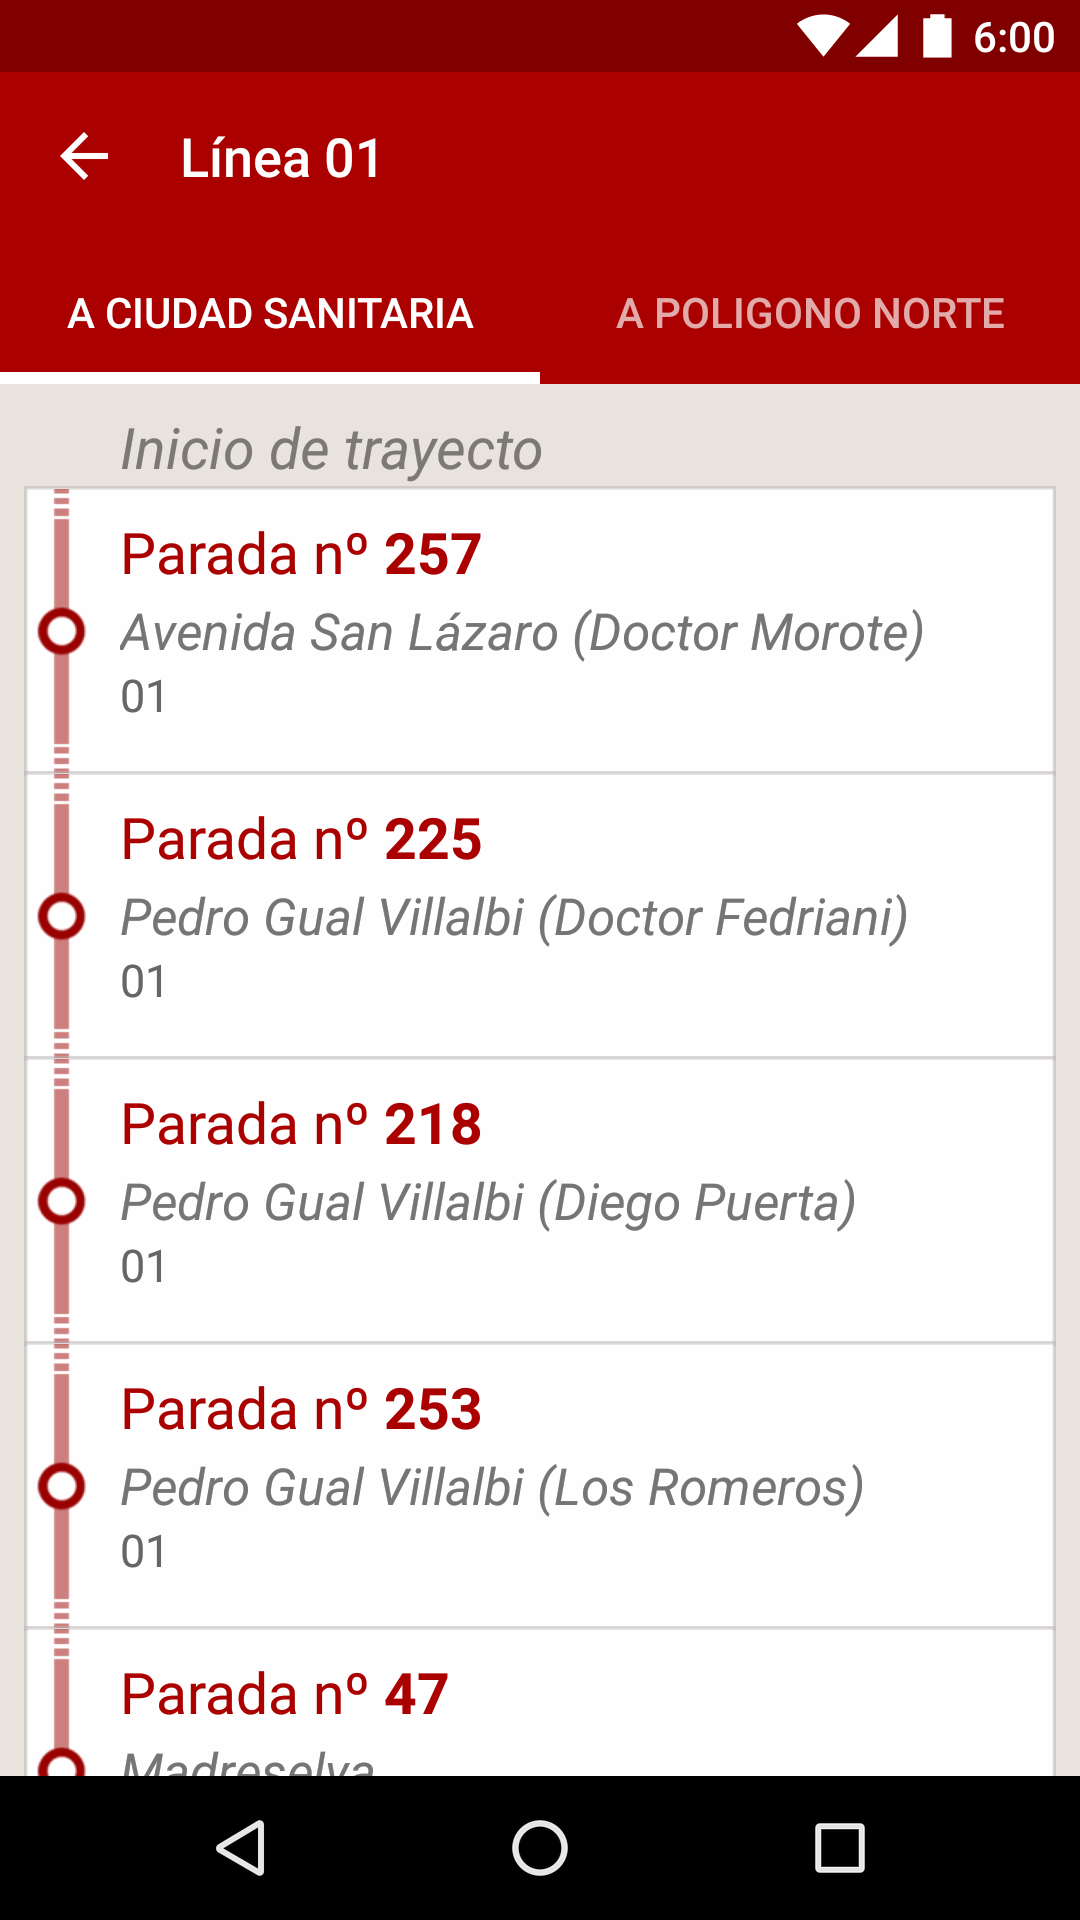 6:00
Línea 01
A CIUDAD SANITARIA
A POLIGONO NORTE
Inicio de trayecto
Parada nº 257
Avenida San Lázaro (Doctor Morote)
01
Parada nº 225
Pedro Gual Villalbi (Doctor Fedriani)
01
Parada nº 218
Pedro Gual Villalbi (Diego Puerta)
01
Parada nº 253
Pedro Gual Villalbi (Los Romeros)
01
Parada nº 47
Madreselva